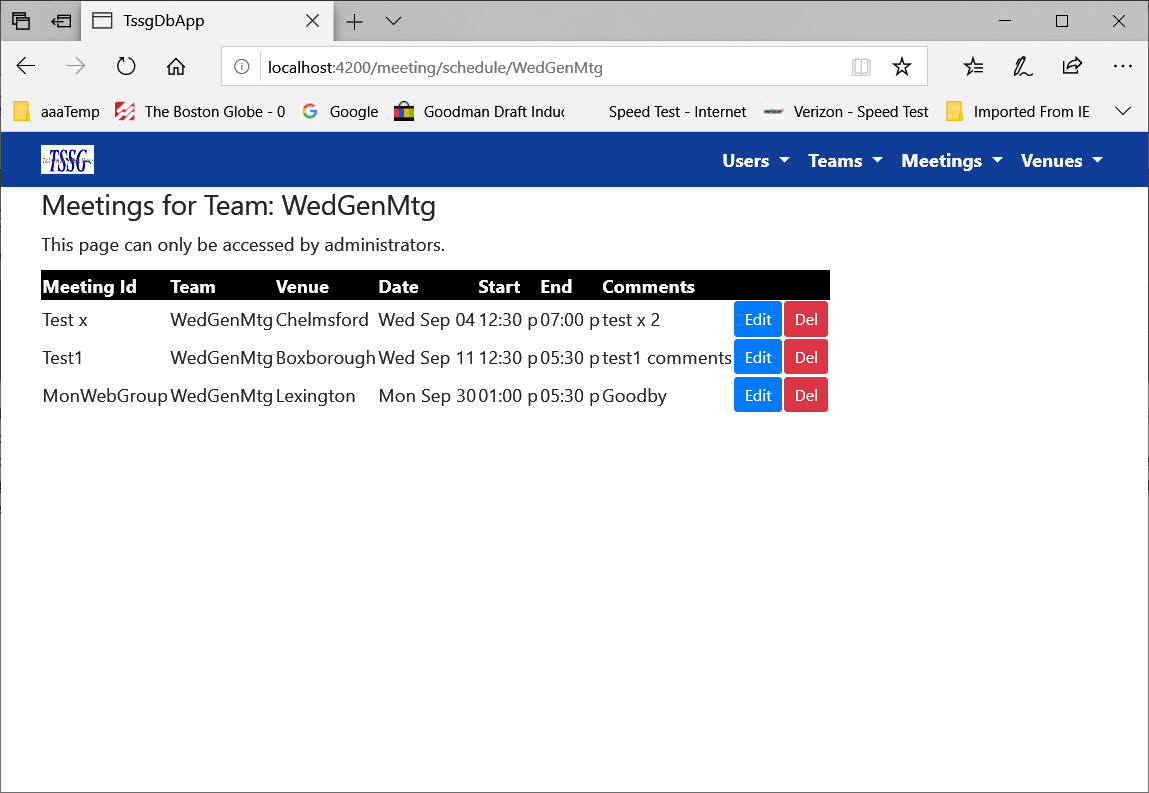 TssgDbApp
localhost:4200/meeting/schedule/WedGenMtg
aaaTemp The Boston Globe - 0 Google Goodman Draft Induc Speed Test - Internet Verizon - Speed Test Imported From IE
TSSG Users Teams Meetings Venues
Meetings for Team: WedGenMtg
This page can only be accessed by administrators.
Meeting Id Team Venue Date Start End Comments
Test x WedGenMtg Chelmsford Wed Sep 04 12:30 p 07:00 p test x 2 Edit Del
Test1 WedGenMtg Boxborough Wed Sep 11 12:30 p 05:30 p test1 comments Edit Del
MonWebGroup WedGenMtg Lexington Mon Sep 30 01:00 p 05:30 p Goodby Edit Del